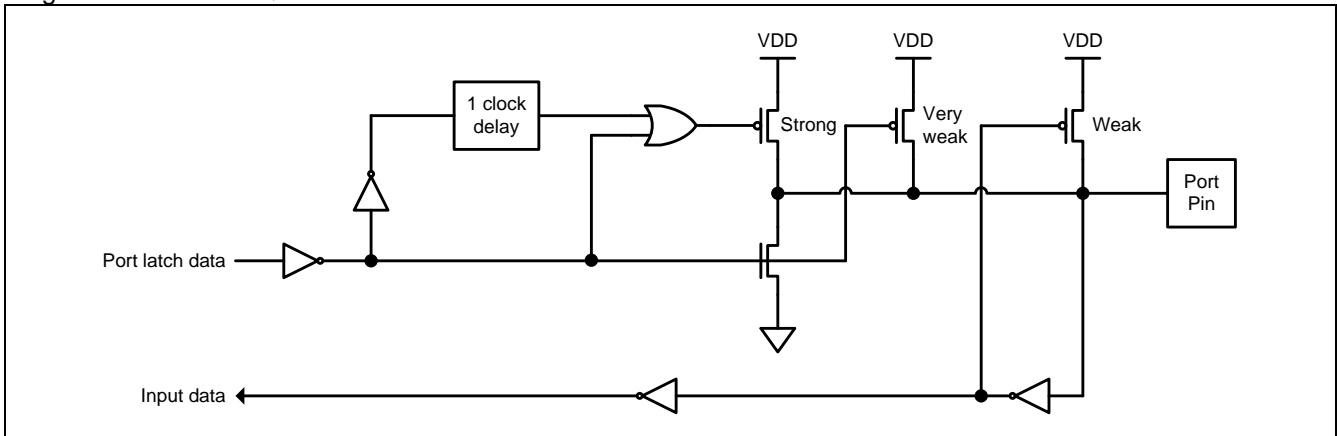 VDD
VDD
VDD
1 clock
delay
Strong
Very
weak
Weak
Port
Pin
Port latch data
Input data